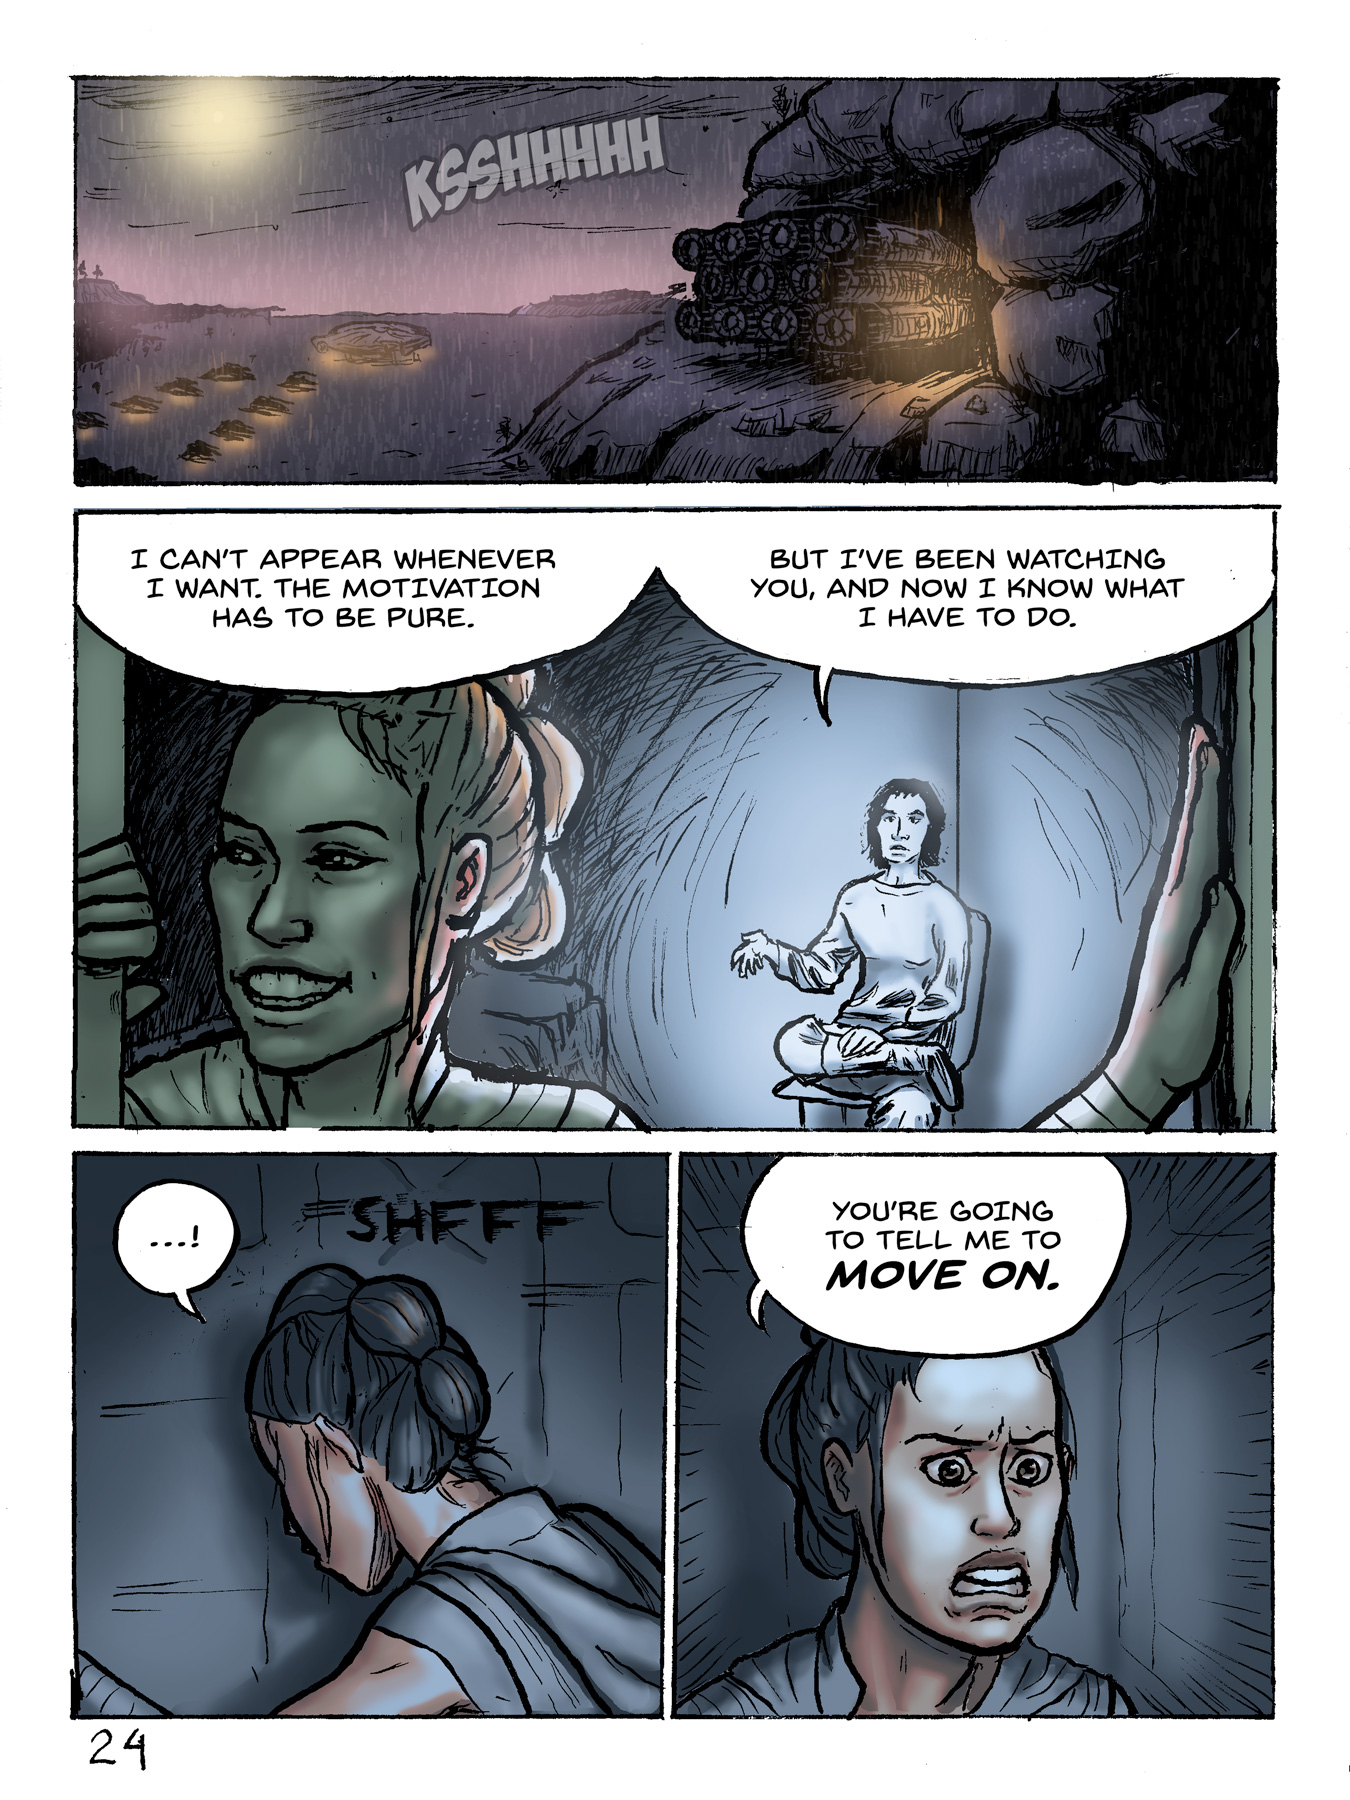 KSSHHHHH
I CAN'T APPEAR WHENEVER
I WANT. THE MOTIVATION
HAS TO BE PURE.
BUT I'VE BEEN WATCHING
YOU, AND NOW I KNOW WHAT
I HAVE TO DO.
...!
SHFFF
YOU'RE GOING
TO TELL ME TO
MOVE ON.
24